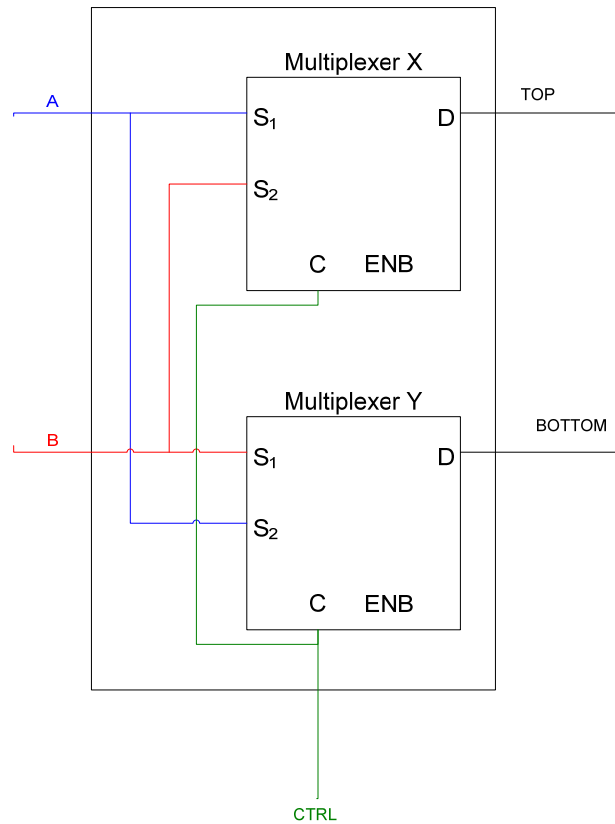 Multiplexer X
A
TOP
S₁
D
S₂
C ENB
Multiplexer Y
B
BOTTOM
S₁
D
S₂
C ENB
CTRL